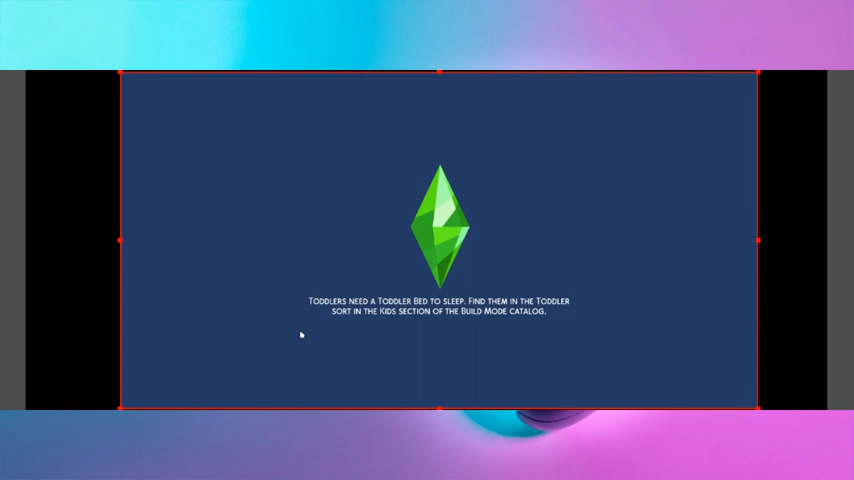 Toddlers need a Toddler Bed to sleep. Find them in the Toddler
sort in the Kids section of the Build Mode catalog.